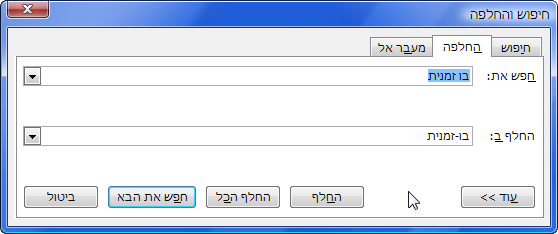 חיפוש והחלפה
חיפוש החלפה מעבר אל
חפש את: בו זמנית
החלף ב: בו-זמנית
עוד >> החלף החלף הכל חפש את הבא ביטול